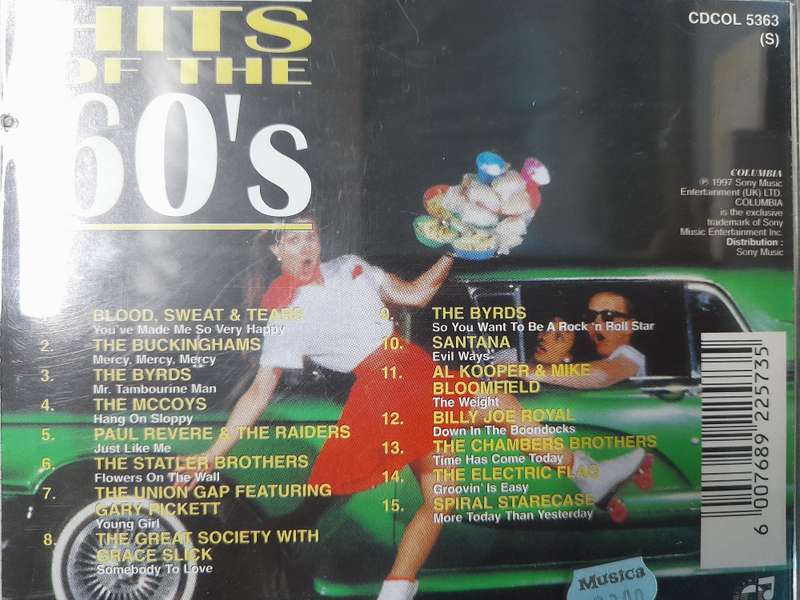 HITS
OF THE
60's
CDCOL 5363
(S)
COLUMBIA
℗ 1997 Sony Music
Entertainment (UK) LTD.
COLUMBIA
is the exclusive
trademark of Sony
Music Entertainment Inc.
Distribution :
Sony Music
BLOOD, SWEAT & TEARS
You've Made Me So Very Happy
2. THE BUCKINGHAMS
Mercy, Mercy, Mercy
3. THE BYRDS
Mr. Tambourine Man
4. THE MCCOYS
Hang On Sloppy
5. PAUL REVERE & THE RAIDERS
Just Like Me
6. THE STATLER BROTHERS
Flowers On The Wall
7. THE UNION GAP FEATURING
GARY PICKETT
Young Girl
8. THE GREAT SOCIETY WITH
GRACE SLICK
Somebody To Love
9. THE BYRDS
So You Want To Be A Rock 'n Roll Star
10. SANTANA
Evil Ways
11. AL KOOPER & MIKE
BLOOMFIELD
The Weight
12. BILLY JOE ROYAL
Down In The Boondocks
13. THE CHAMBERS BROTHERS
Time Has Come Today
14. THE ELECTRIC FLAG
Groovin' Is Easy
15. SPIRAL STARECASE
More Today Than Yesterday
6 007689 225735
Musica